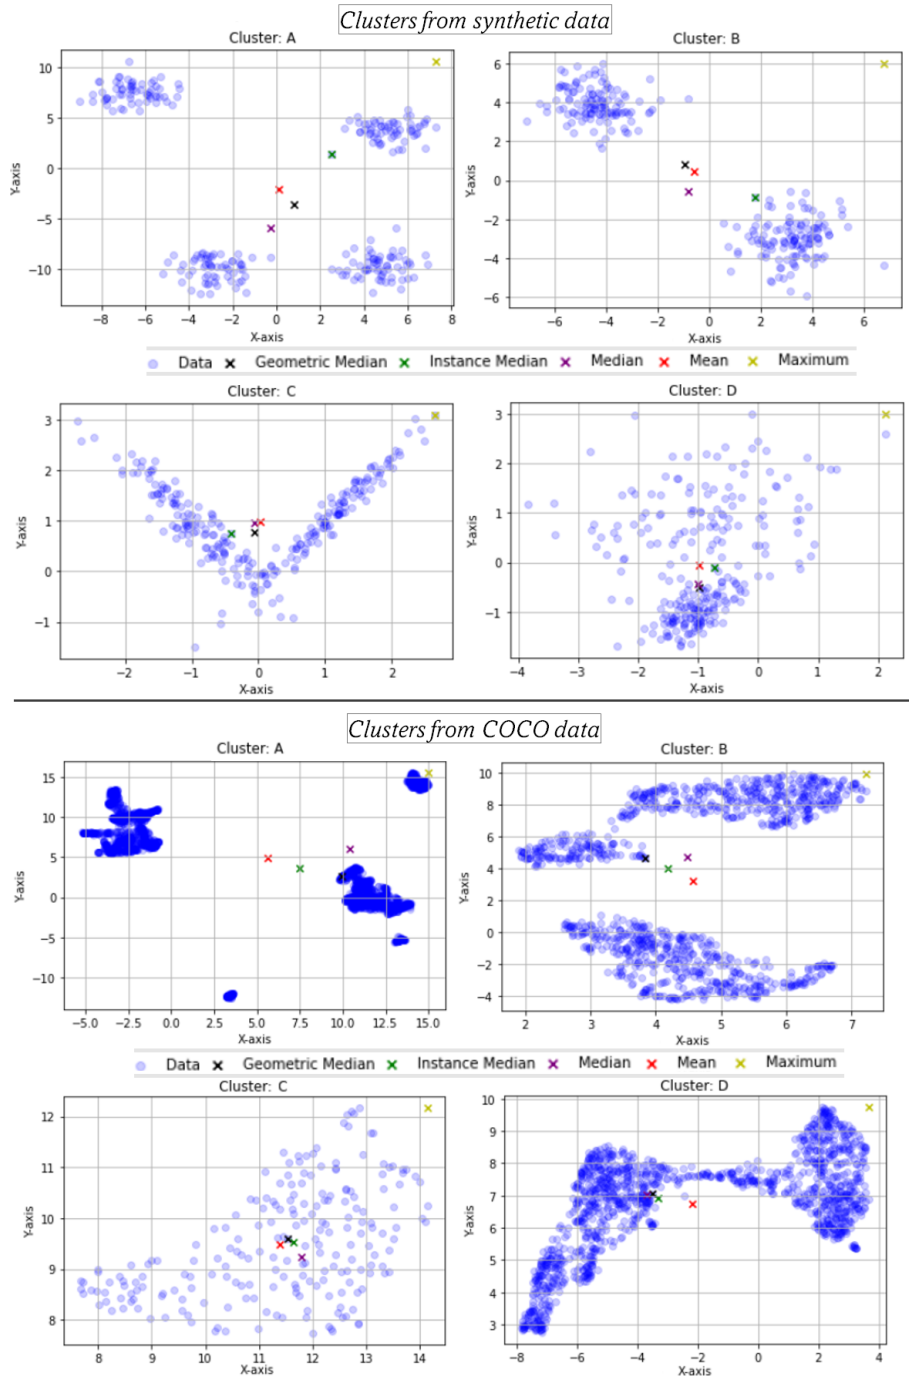 Clusters from synthetic data
Cluster: A
Cluster: B
10
5
0
−5
−10
Y-axis
−8 −6 −4 −2 0 2 4 6 8
X-axis
6
4
2
0
−2
−4
−6
Y-axis
−6 −4 −2 0 2 4 6
X-axis
Data Geometric Median Instance Median Median Mean Maximum
Cluster: C
Cluster: D
3
2
1
0
−1
Y-axis
−2 −1 0 1 2
X-axis
3
2
1
0
−1
Y-axis
−4 −3 −2 −1 0 1 2
X-axis
Clusters from COCO data
Cluster: A
Cluster: B
15
10
5
0
−5
−10
Y-axis
−5.0 −2.5 0.0 2.5 5.0 7.5 10.0 12.5 15.0
X-axis
10
8
6
4
2
0
−2
−4
Y-axis
2 3 4 5 6 7
X-axis
Data Geometric Median Instance Median Median Mean Maximum
Cluster: C
Cluster: D
12
11
10
9
8
Y-axis
8 9 10 11 12 13 14
X-axis
10
9
8
7
6
5
4
3
Y-axis
−8 −6 −4 −2 0 2 4
X-axis